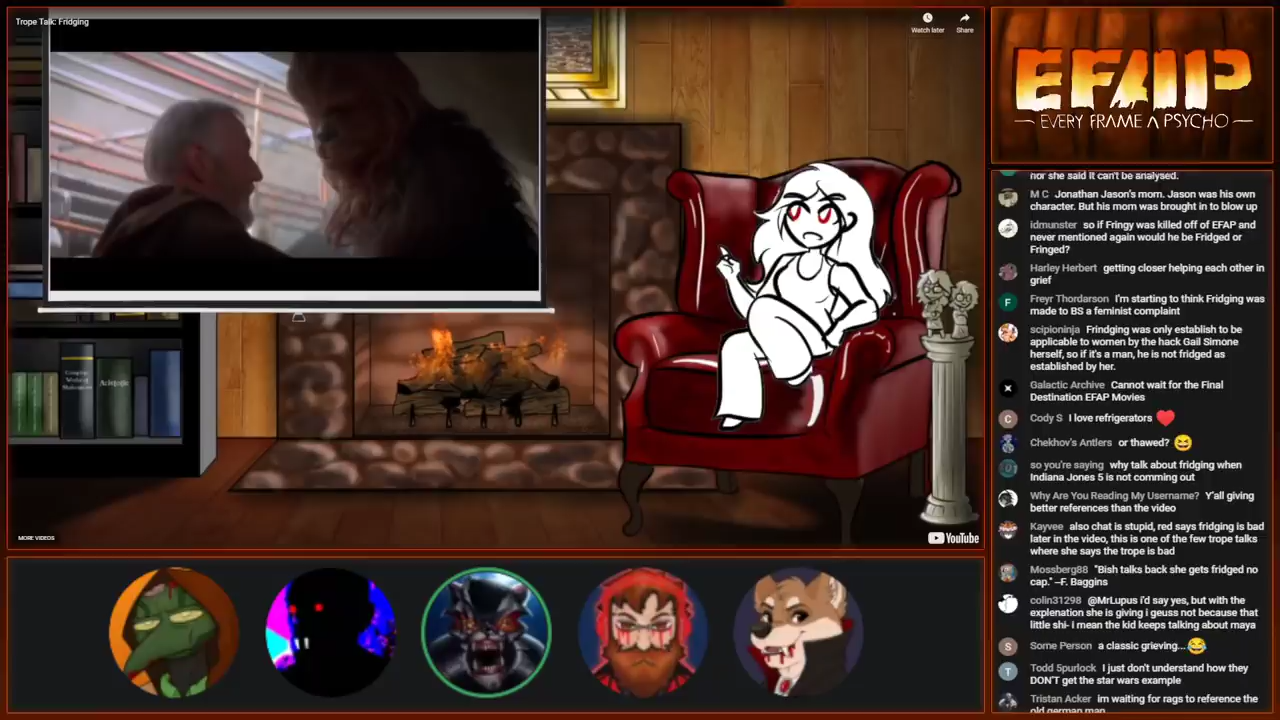 Trope Talk: Fridging
Watch later
Share
EFAP
EVERY FRAME A PSYCHO
nor she said it can't be analysed.
M C Jonathan Jason's mom. Jason was his own
character. But his mom was brought in to blow up
idmunster so if Fringy was killed off of EFAP and
never mentioned again would he be Fridged or
Fringed?
Harley Herbert getting closer helping each other in
grief
Freyr Thordarson I'm starting to think Fridging was
made to BS a feminist complaint
scipioninja Frindging was only establish to be
applicable to women by the hack Gail Simone
herself, so if it's a man, he is not fridged as
established by her.
Galactic Archive Cannot wait for the Final
Destination EFAP Movies
Cody S I love refrigerators ❤️
Chekhov's Antlers or thawed? 😆
so you're saying why talk about fridging when
Indiana Jones 5 is not comming out
Why Are You Reading My Username? Y'all giving
better references than the video
Kayvee also chat is stupid, red says fridging is bad
later in the video, this is one of the few trope talks
where she says the trope is bad
Mossberg88 "Bish talks back she gets fridged no
cap." –F. Baggins
colin31298 @MrLupus i'd say yes, but with the
explenation she is giving i geuss not because that
little shi- i mean the kid keeps talking about maya
Some Person a classic grieving... 😂
Todd Spurlock I just don't understand how they
DON'T get the star wars example
Tristan Acker im waiting for rags to reference the
old german man
MORE VIDEOS
YouTube